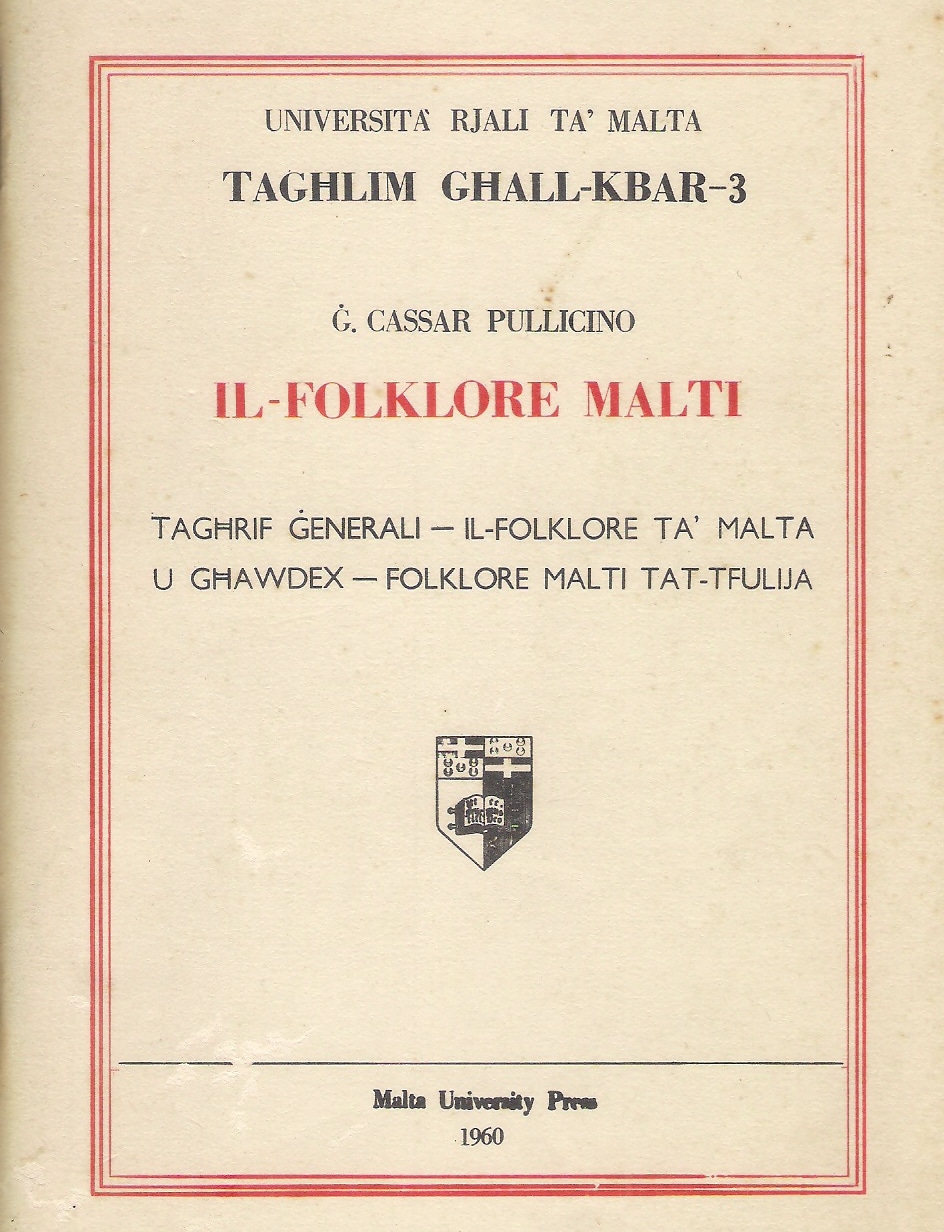 UNIVERSITA' RJALI TA' MALTA
TAGĦLIM GĦALL-KBAR-3
Ġ. CASSAR PULLICINO
IL-FOLKLORE MALTI
TAGĦRIF ĠENERALI — IL-FOLKLORE TA' MALTA
U GĦAWDEX — FOLKLORE MALTI TAT-TFULIJA
Malta University Press
1960